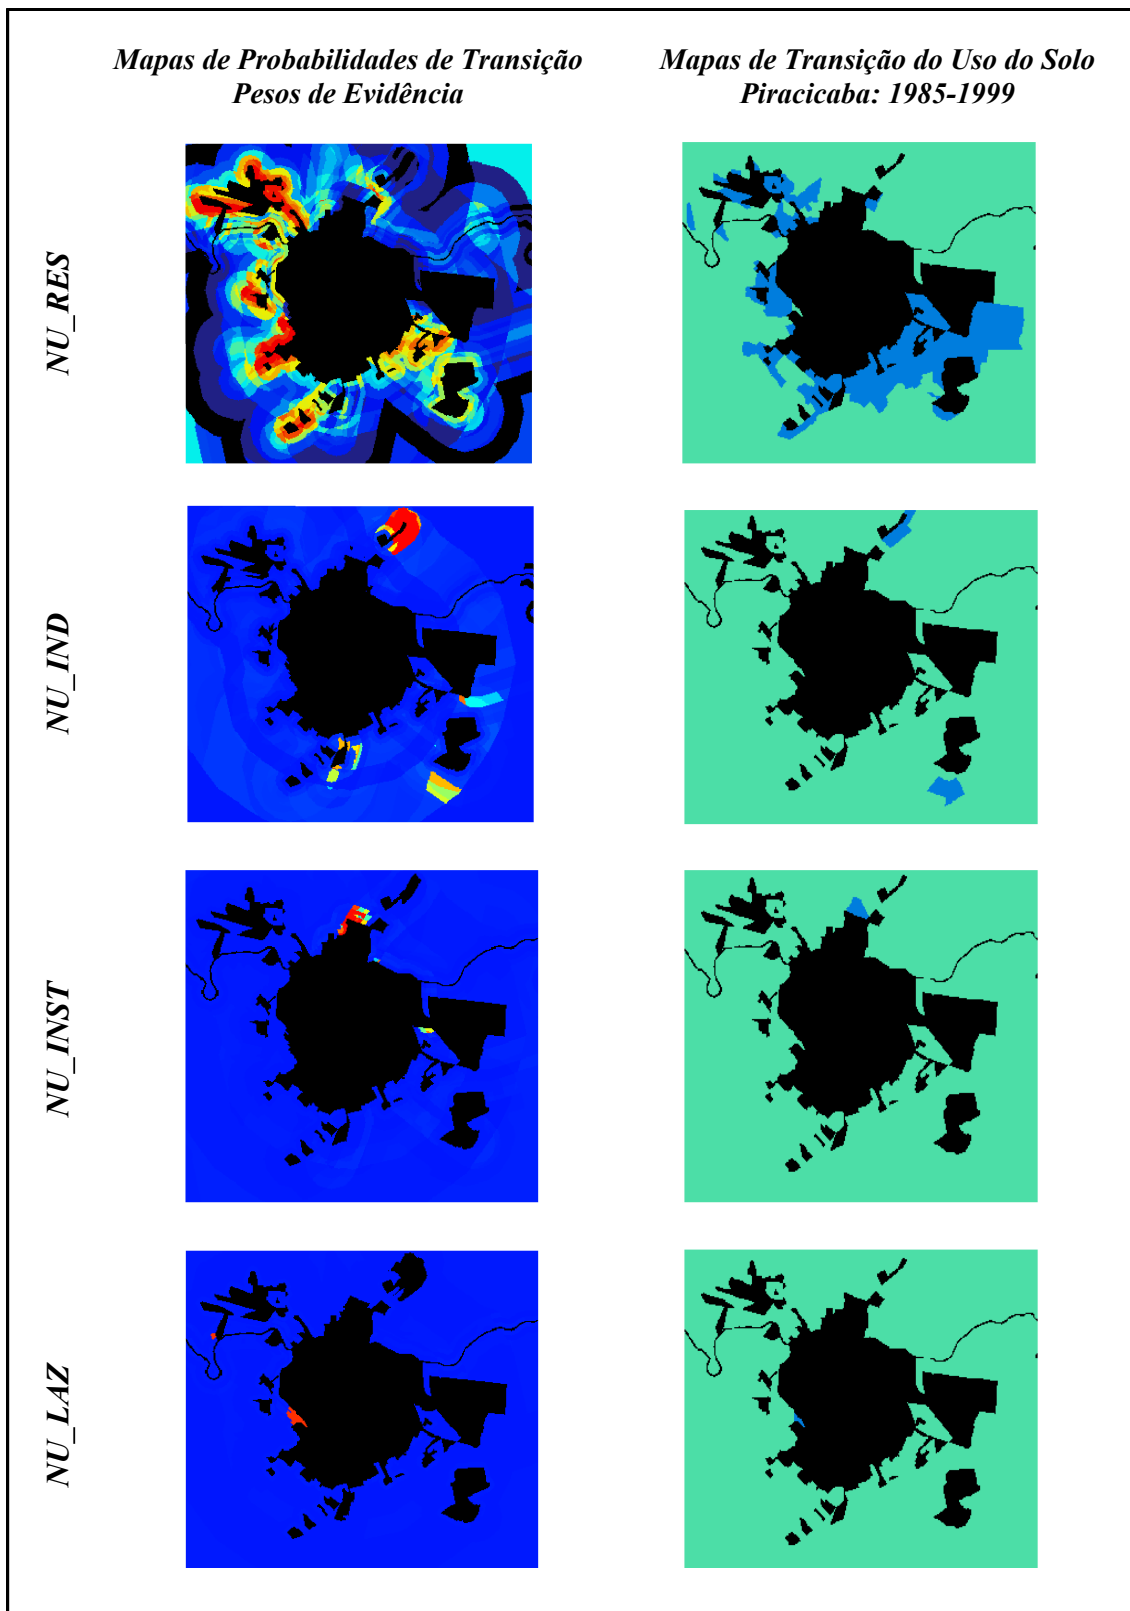 Mapas de Probabilidades de Transição
Pesos de Evidência
Mapas de Transição do Uso do Solo
Piracicaba: 1985-1999
NU_RES
NU_IND
NU_INST
NU_LAZ